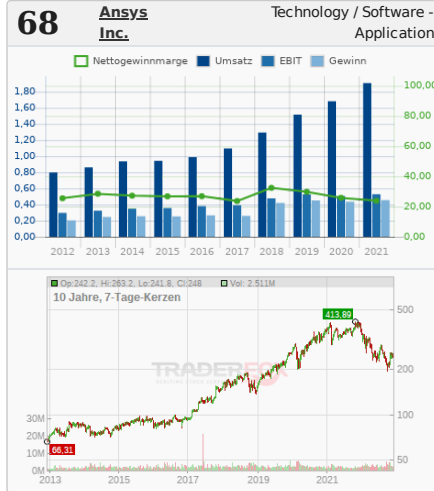 68
Ansys
Inc.
Technology / Software -
Application
Nettogewinnmarge Umsatz EBIT Gewinn
1,80
1,60
1,40
1,20
1,00
0,80
0,60
0,40
0,20
0,00
100,00
80,00
60,00
40,00
20,00
0,00
2012 2013 2014 2015 2016 2017 2018 2019 2020 2021
Op:242.2, Hi:263.2, Lo:241.8, Cl:248 Vol: 2.511M
10 Jahre, 7-Tage-Kerzen
413,89
TRADERFOX
66,31
500
200
100
50
30M
20M
10M
0M
2013 2015 2017 2019 2021